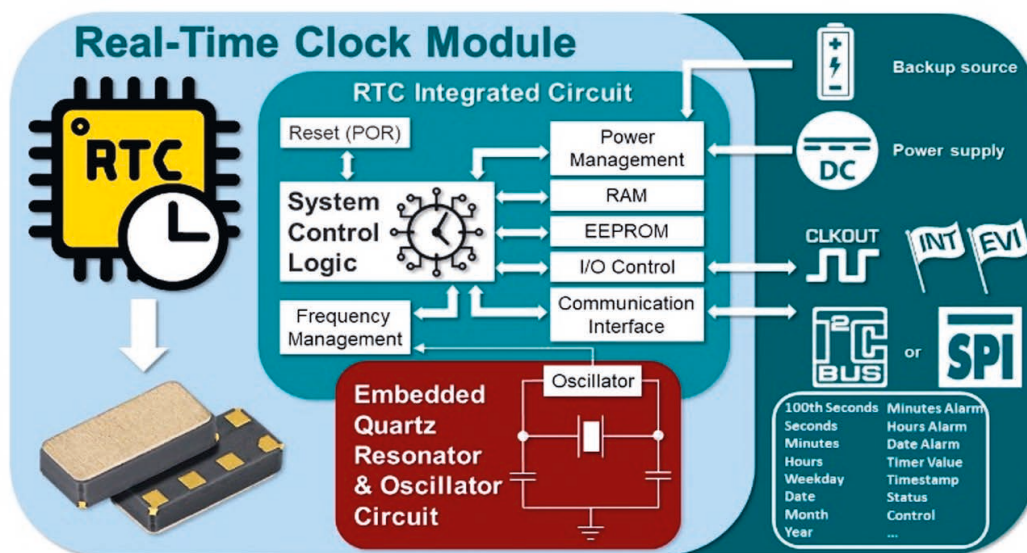 Real-Time Clock Module
RTC
RTC Integrated Circuit
Reset (POR)
System
Control
Logic
Frequency
Management
Power
Management
RAM
EEPROM
I/O Control
Communication
Interface
Embedded
Quartz
Resonator
& Oscillator
Circuit
Oscillator
Backup source
DC
Power supply
CLKOUT
INT
EVI
I²C
BUS
or
SPI
100th Seconds
Seconds
Minutes
Hours
Weekday
Date
Month
Year
Minutes Alarm
Hours Alarm
Date Alarm
Timer Value
Timestamp
Status
Control
...